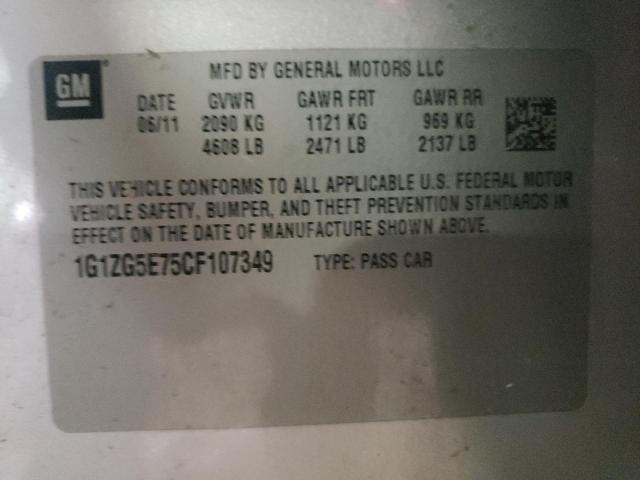 GM
MFD BY GENERAL MOTORS LLC
DATE GVWR GAWR FRT GAWR RR
06/11 2090 KG 1121 KG 969 KG
4608 LB 2471 LB 2137 LB
THIS VEHICLE CONFORMS TO ALL APPLICABLE U.S. FEDERAL MOTOR
VEHICLE SAFETY, BUMPER, AND THEFT PREVENTION STANDARDS IN
EFFECT ON THE DATE OF MANUFACTURE SHOWN ABOVE.
1G1ZG5E75CF107349 TYPE: PASS CAR